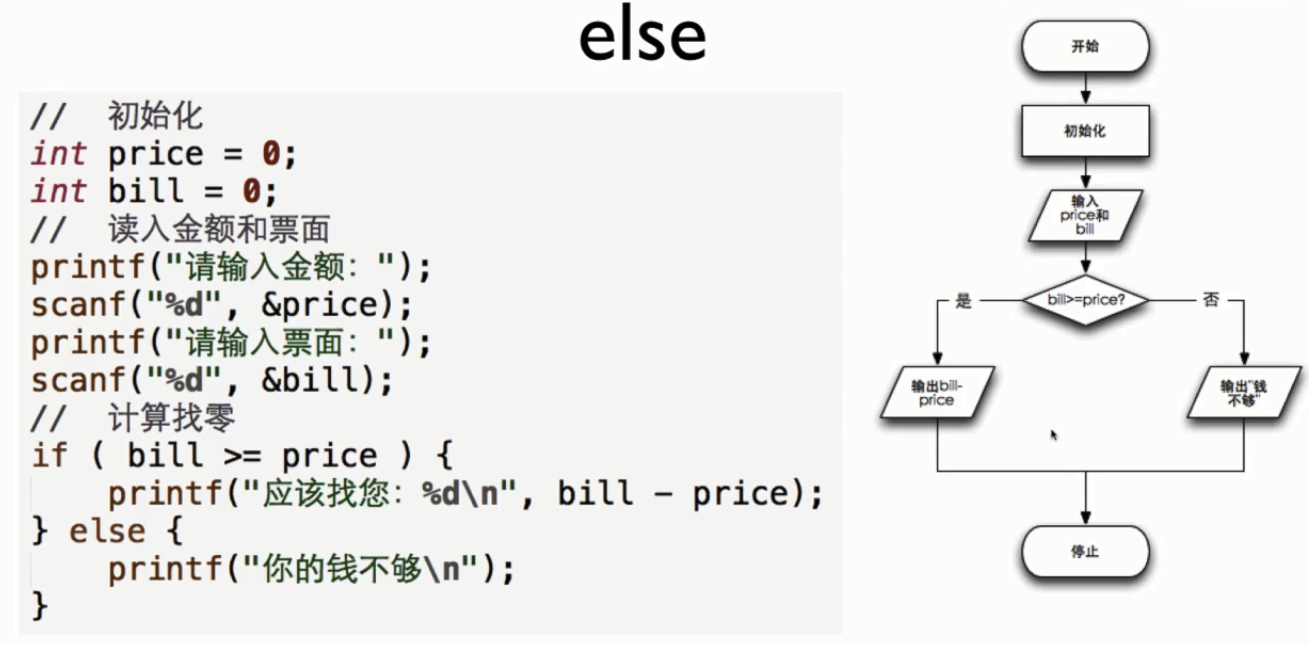 else
// 初始化
int price = 0;
int bill = 0;
// 读入金额和票面
printf("请输入金额：");
scanf("%d", &price);
printf("请输入票面：");
scanf("%d", &bill);
// 计算找零
if ( bill >= price ) {
    printf("应该找您：%d\n", bill - price);
} else {
    printf("你的钱不够\n");
}
开始
初始化
输入
price和
bill
bill>=price?
是
否
输出bill-
price
输出"钱
不够"
停止